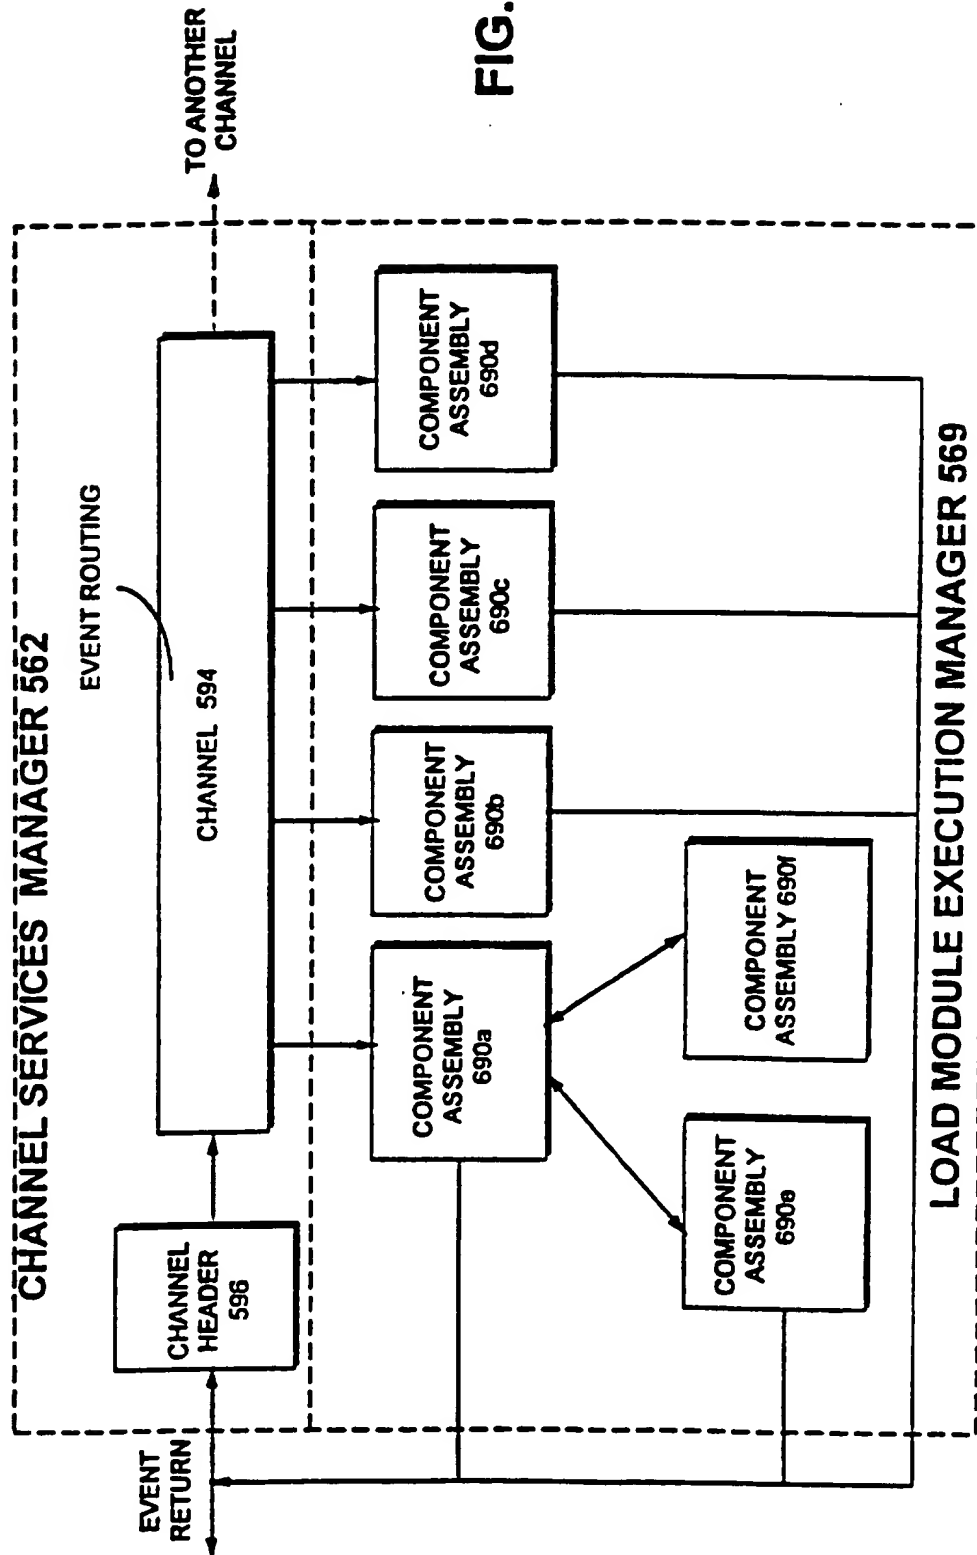 CHANNEL SERVICES MANAGER 562
EVENT
RETURN
CHANNEL
HEADER
596
EVENT ROUTING
CHANNEL 594
TO ANOTHER
CHANNEL
COMPONENT
ASSEMBLY
690a
COMPONENT
ASSEMBLY
690b
COMPONENT
ASSEMBLY
690c
COMPONENT
ASSEMBLY
690d
COMPONENT
ASSEMBLY
690e
COMPONENT
ASSEMBLY 690f
LOAD MODULE EXECUTION MANAGER 569
FIG.